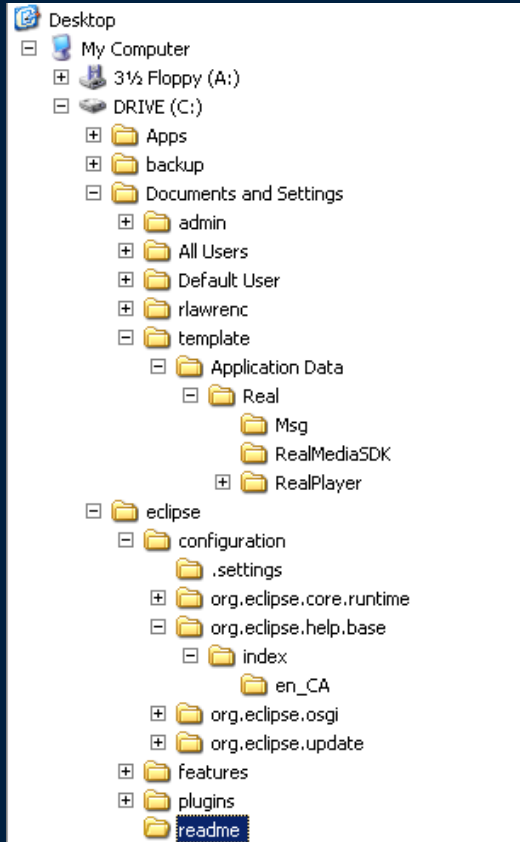 Desktop
My Computer
3½ Floppy (A:)
DRIVE (C:)
Apps
backup
Documents and Settings
admin
All Users
Default User
rlawrenc
template
Application Data
Real
Msg
RealMediaSDK
RealPlayer
eclipse
configuration
.settings
org.eclipse.core.runtime
org.eclipse.help.base
index
en_CA
org.eclipse.osgi
org.eclipse.update
features
plugins
readme